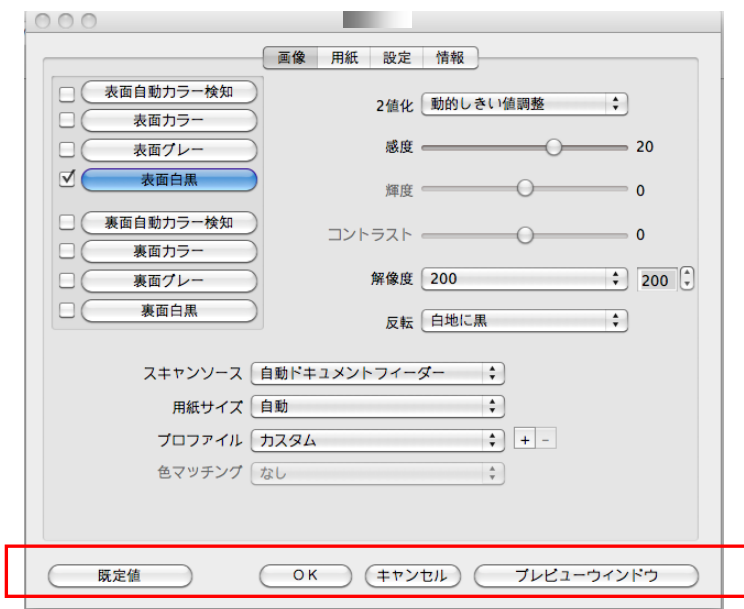 画像 用紙 設定 情報
表面自動カラー検知
表面カラー
表面グレー
表面白黒
裏面自動カラー検知
裏面カラー
裏面グレー
裏面白黒
2値化 動的しきい値調整
感度 20
輝度 0
コントラスト 0
解像度 200 200
反転 白地に黒
スキャンソース 自動ドキュメントフィーダー
用紙サイズ 自動
プロファイル カスタム + -
色マッチング なし
既定値 OK キャンセル プレビューウインドウ